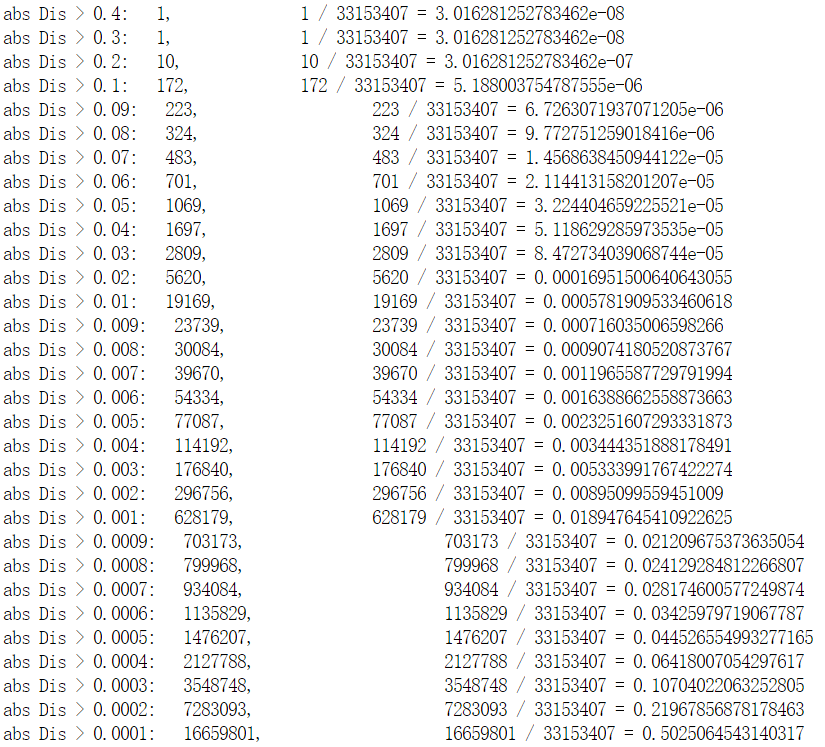 abs Dis > 0.4: 1, 1 / 33153407 = 3.016281252783462e-08
abs Dis > 0.3: 1, 1 / 33153407 = 3.016281252783462e-08
abs Dis > 0.2: 10, 10 / 33153407 = 3.016281252783462e-07
abs Dis > 0.1: 172, 172 / 33153407 = 5.188003754787555e-06
abs Dis > 0.09: 223, 223 / 33153407 = 6.7263071937071205e-06
abs Dis > 0.08: 324, 324 / 33153407 = 9.772751259018416e-06
abs Dis > 0.07: 483, 483 / 33153407 = 1.4568638450944122e-05
abs Dis > 0.06: 701, 701 / 33153407 = 2.114413158201207e-05
abs Dis > 0.05: 1069, 1069 / 33153407 = 3.224404659225521e-05
abs Dis > 0.04: 1697, 1697 / 33153407 = 5.118629285973535e-05
abs Dis > 0.03: 2809, 2809 / 33153407 = 8.472734039068744e-05
abs Dis > 0.02: 5620, 5620 / 33153407 = 0.00016951500640643055
abs Dis > 0.01: 19169, 19169 / 33153407 = 0.0005781909533460618
abs Dis > 0.009: 23739, 23739 / 33153407 = 0.000716035006598266
abs Dis > 0.008: 30084, 30084 / 33153407 = 0.0009074180520873767
abs Dis > 0.007: 39670, 39670 / 33153407 = 0.0011965587729791994
abs Dis > 0.006: 54334, 54334 / 33153407 = 0.0016388662558873663
abs Dis > 0.005: 77087, 77087 / 33153407 = 0.0023251607293331873
abs Dis > 0.004: 114192, 114192 / 33153407 = 0.003444351888178491
abs Dis > 0.003: 176840, 176840 / 33153407 = 0.005333991767422274
abs Dis > 0.002: 296756, 296756 / 33153407 = 0.00895099559451009
abs Dis > 0.001: 628179, 628179 / 33153407 = 0.018947645410922625
abs Dis > 0.0009: 703173, 703173 / 33153407 = 0.021209675373635054
abs Dis > 0.0008: 799968, 799968 / 33153407 = 0.024129284812266807
abs Dis > 0.0007: 934084, 934084 / 33153407 = 0.028174600577249874
abs Dis > 0.0006: 1135829, 1135829 / 33153407 = 0.03425979719067787
abs Dis > 0.0005: 1476207, 1476207 / 33153407 = 0.044526554993277165
abs Dis > 0.0004: 2127788, 2127788 / 33153407 = 0.06418007054297617
abs Dis > 0.0003: 3548748, 3548748 / 33153407 = 0.10704022063252805
abs Dis > 0.0002: 7283093, 7283093 / 33153407 = 0.21967856878178463
abs Dis > 0.0001: 16659801, 16659801 / 33153407 = 0.5025064543140317